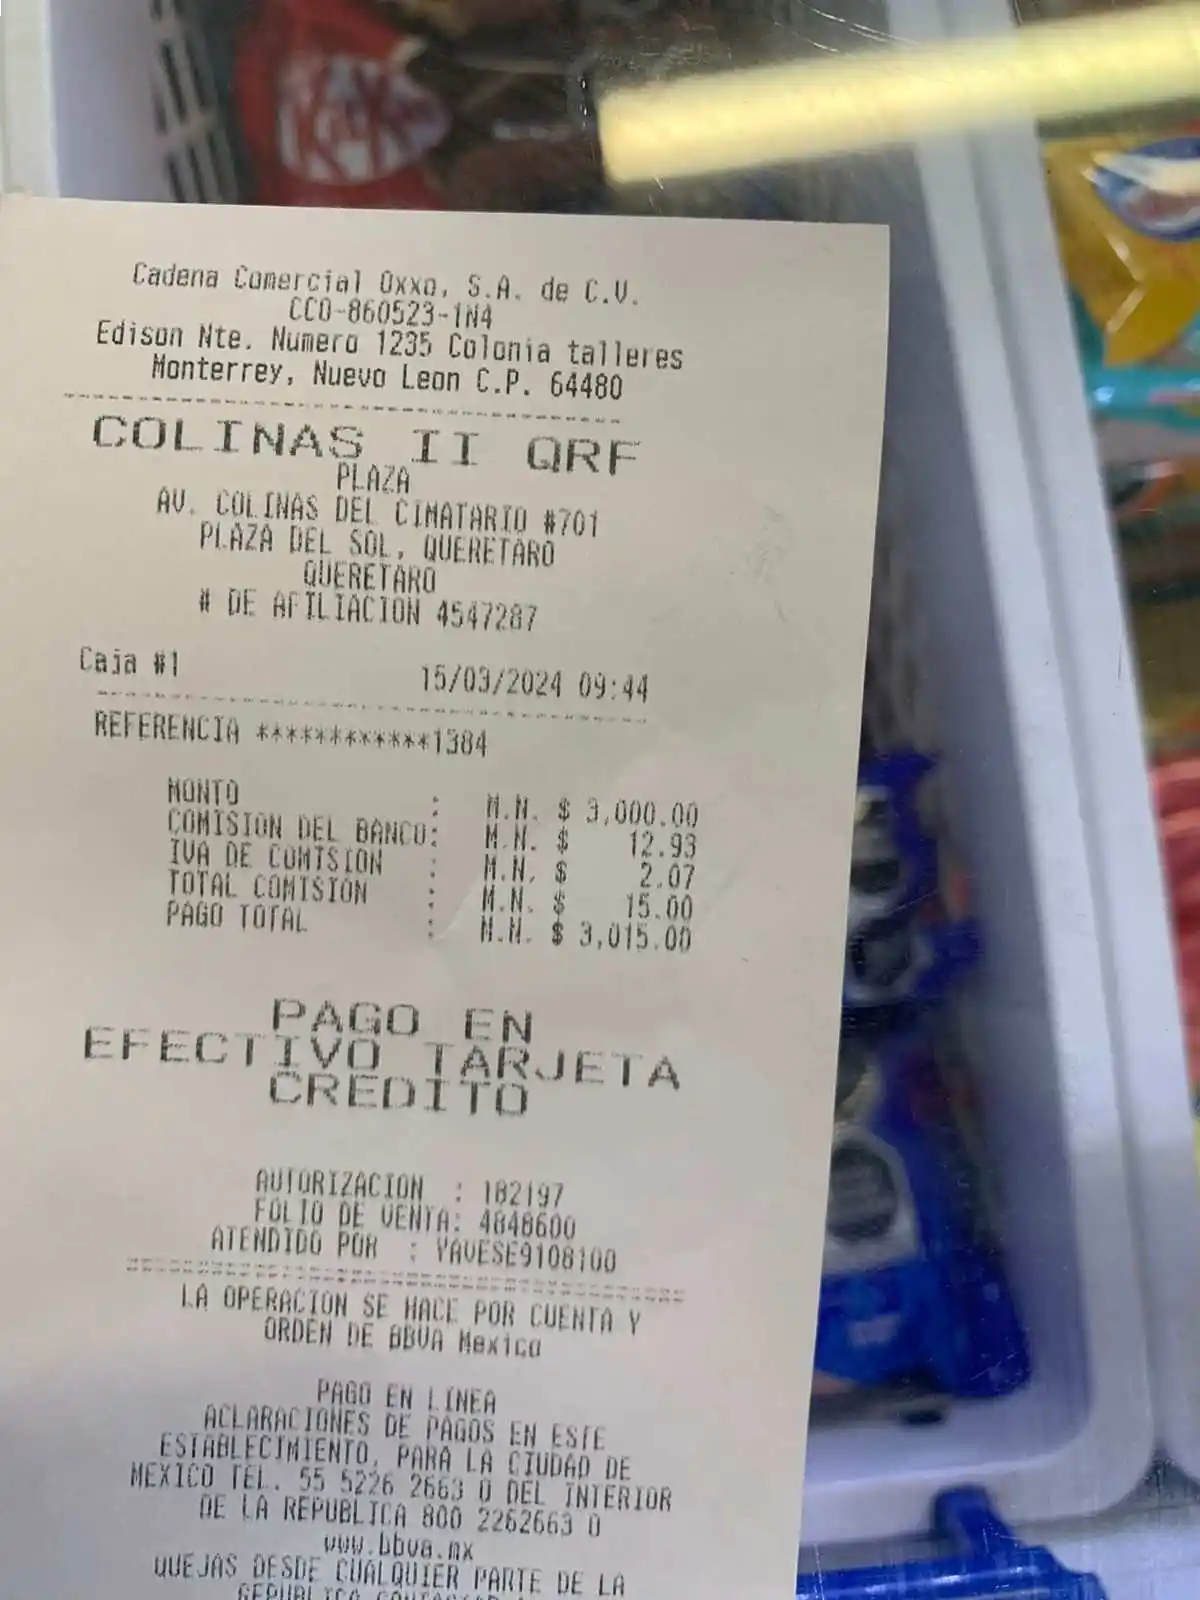 KitKat
Cadena Comercial Oxxo, S.A. de C.V.
CCO-860523-1N4
Edison Nte. Numero 1235 Colonia talleres
Monterrey, Nuevo Leon C.P. 64480
COLINAS II QRF
PLAZA
AV. COLINAS DEL CIMATARIO #701
PLAZA DEL SOL, QUERETARO
QUERETARO
# DE AFILIACION 4547287
Caja #1 15/03/2024 09:44
REFERENCIA ************1384
MONTO : M.N. $ 3,000.00
COMISION DEL BANCO: M.N. $ 12.93
IVA DE COMISION : M.N. $ 2.07
TOTAL COMISION : M.N. $ 15.00
PAGO TOTAL : M.N. $ 3,015.00
PAGO EN
EFECTIVO TARJETA
CREDITO
AUTORIZACION : 182197
FOLIO DE VENTA: 4848600
ATENDIDO POR : YAVESE9108100
LA OPERACION SE HACE POR CUENTA Y
ORDEN DE BBVA Mexico
PAGO EN LINEA
ACLARACIONES DE PAGOS EN ESTE
ESTABLECIMIENTO, PARA LA CIUDAD DE
MEXICO TEL. 55 5226 2663 O DEL INTERIOR
DE LA REPUBLICA 800 2262663 O
www.bbva.mx
QUEJAS DESDE CUALQUIER PARTE DE LA
REPUBLICA